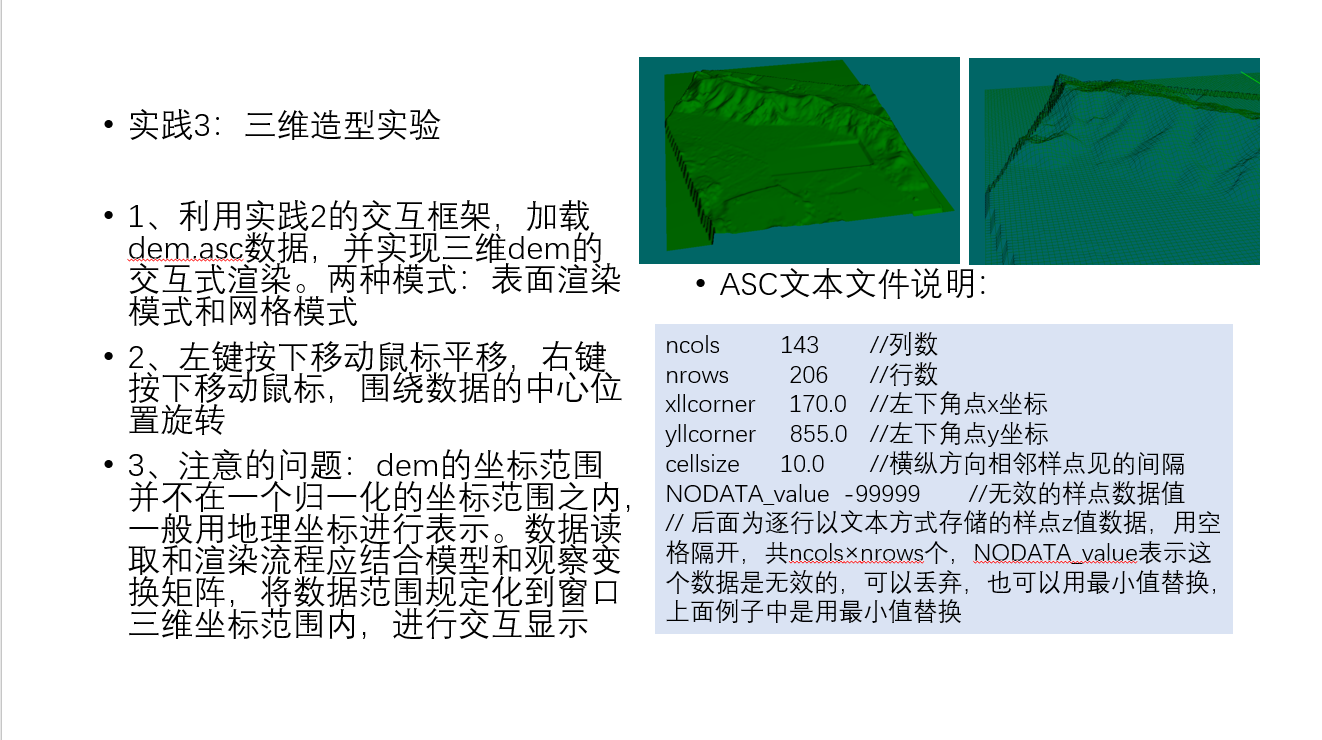 • 实践3：三维造型实验
• 1、利用实践2的交互框架，加载
dem.asc数据，并实现三维dem的
交互式渲染。两种模式：表面渲染
模式和网格模式
• 2、左键按下移动鼠标平移，右键
按下移动鼠标，围绕数据的中心位
置旋转
• 3、注意的问题：dem的坐标范围
并不在一个归一化的坐标范围之内，
一般用地理坐标进行表示。数据读
取和渲染流程应结合模型和观察变
换矩阵，将数据范围规定化到窗口
三维坐标范围内，进行交互显示
• ASC文本文件说明：
ncols 143 //列数
nrows 206 //行数
xllcorner 170.0 //左下角点x坐标
yllcorner 855.0 //左下角点y坐标
cellsize 10.0 //横纵方向相邻样点见的间隔
NODATA_value -99999 //无效的样点数据值
// 后面为逐行以文本方式存储的样点z值数据，用空
格隔开，共ncols×nrows个，NODATA_value表示这
个数据是无效的，可以丢弃，也可以用最小值替换，
上面例子中是用最小值替换